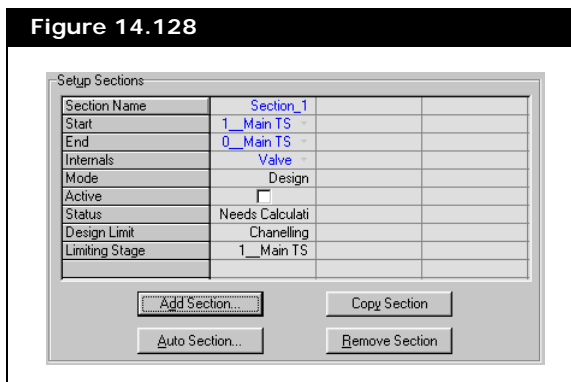 Figure 14.128
Setup Sections
Section Name Section_1
Start 1__Main TS
End 0__Main TS
Internals Valve
Mode Design
Active
Status Needs Calculati
Design Limit Chanelling
Limiting Stage 1__Main TS
Add Section... Copy Section
Auto Section... Remove Section